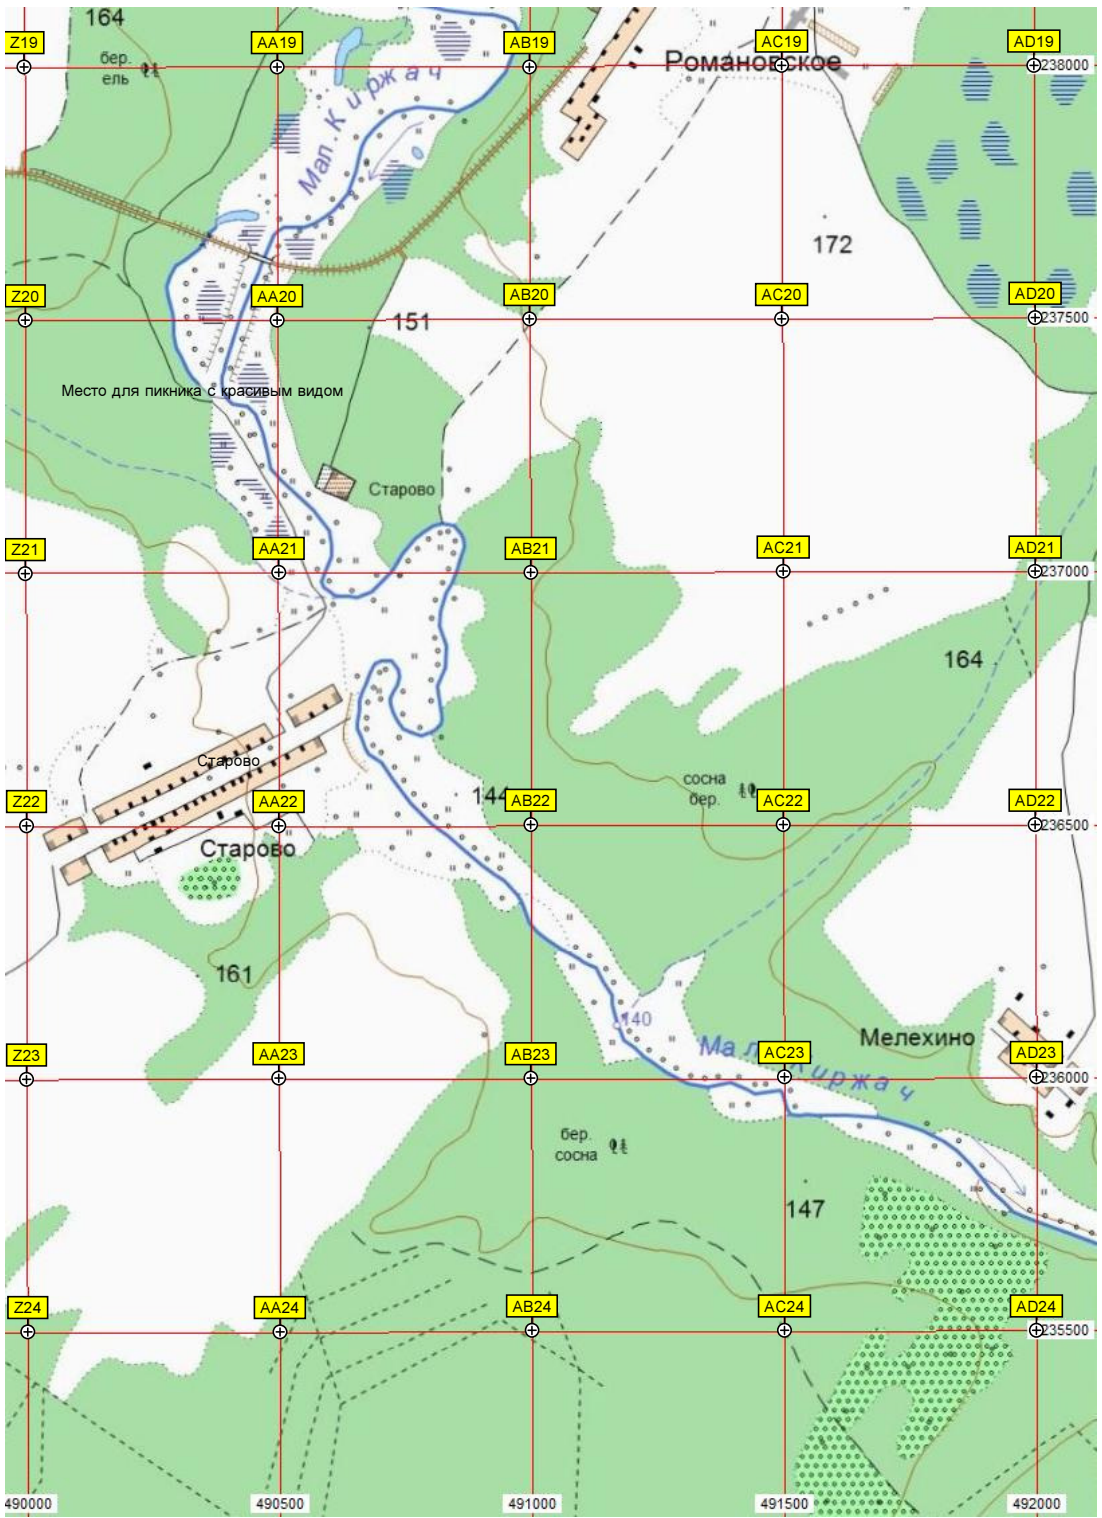 164
Z19
AA19
AB19
AC19
AD19
бер.
ель
Мал. Киржач
Романовское
238000
172
Z20
AA20
AB20
AC20
AD20
151
237500
Место для пикника с красивым видом
Старово
Z21
AA21
AB21
AC21
AD21
237000
164
Старово
сосна
бер.
144
Z22
AA22
AB22
AC22
AD22
236500
Старово
161
140
Мелехино
Мал. Киржач
Z23
AA23
AB23
AC23
AD23
236000
бер.
сосна
147
Z24
AA24
AB24
AC24
AD24
235500
490000
490500
491000
491500
492000